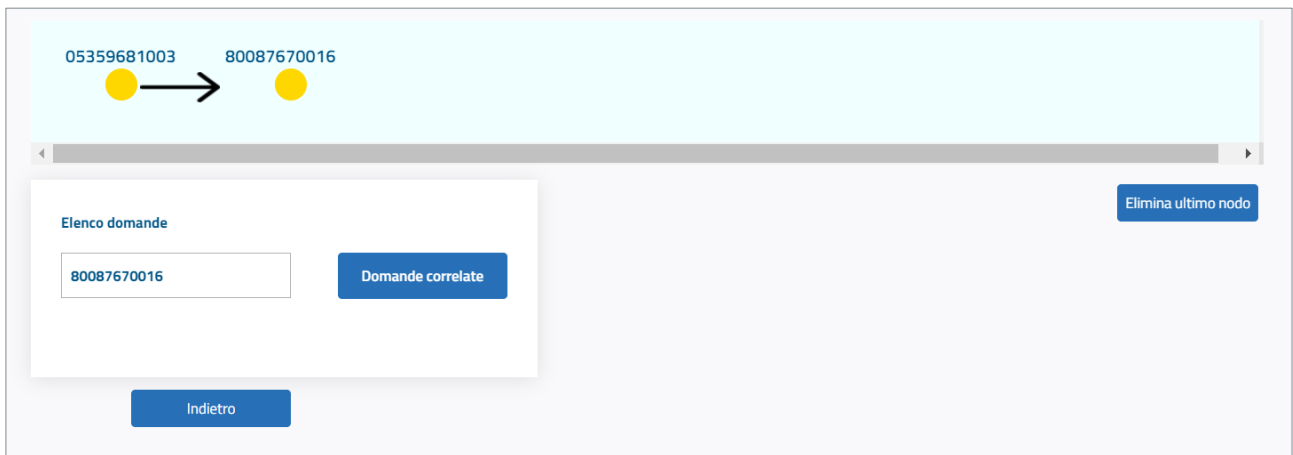 05359681003 80087670016
Elimina ultimo nodo
Elenco domande
80087670016 Domande correlate
Indietro